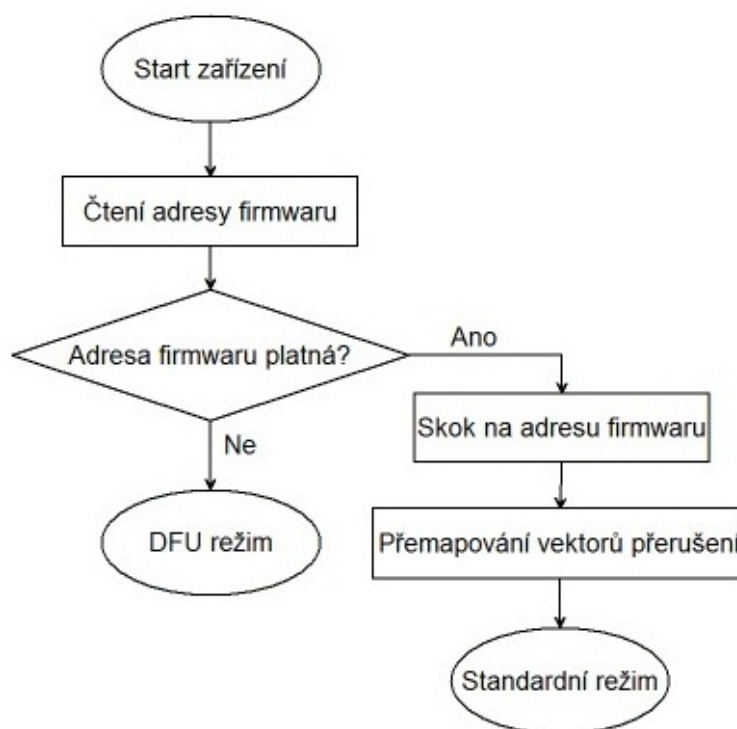 Start zařízení
Čtení adresy firmwaru
Adresa firmwaru platná?
Ano
Skok na adresu firmwaru
Ne
DFU režim
Přemapování vektorů přerušení
Standardní režim